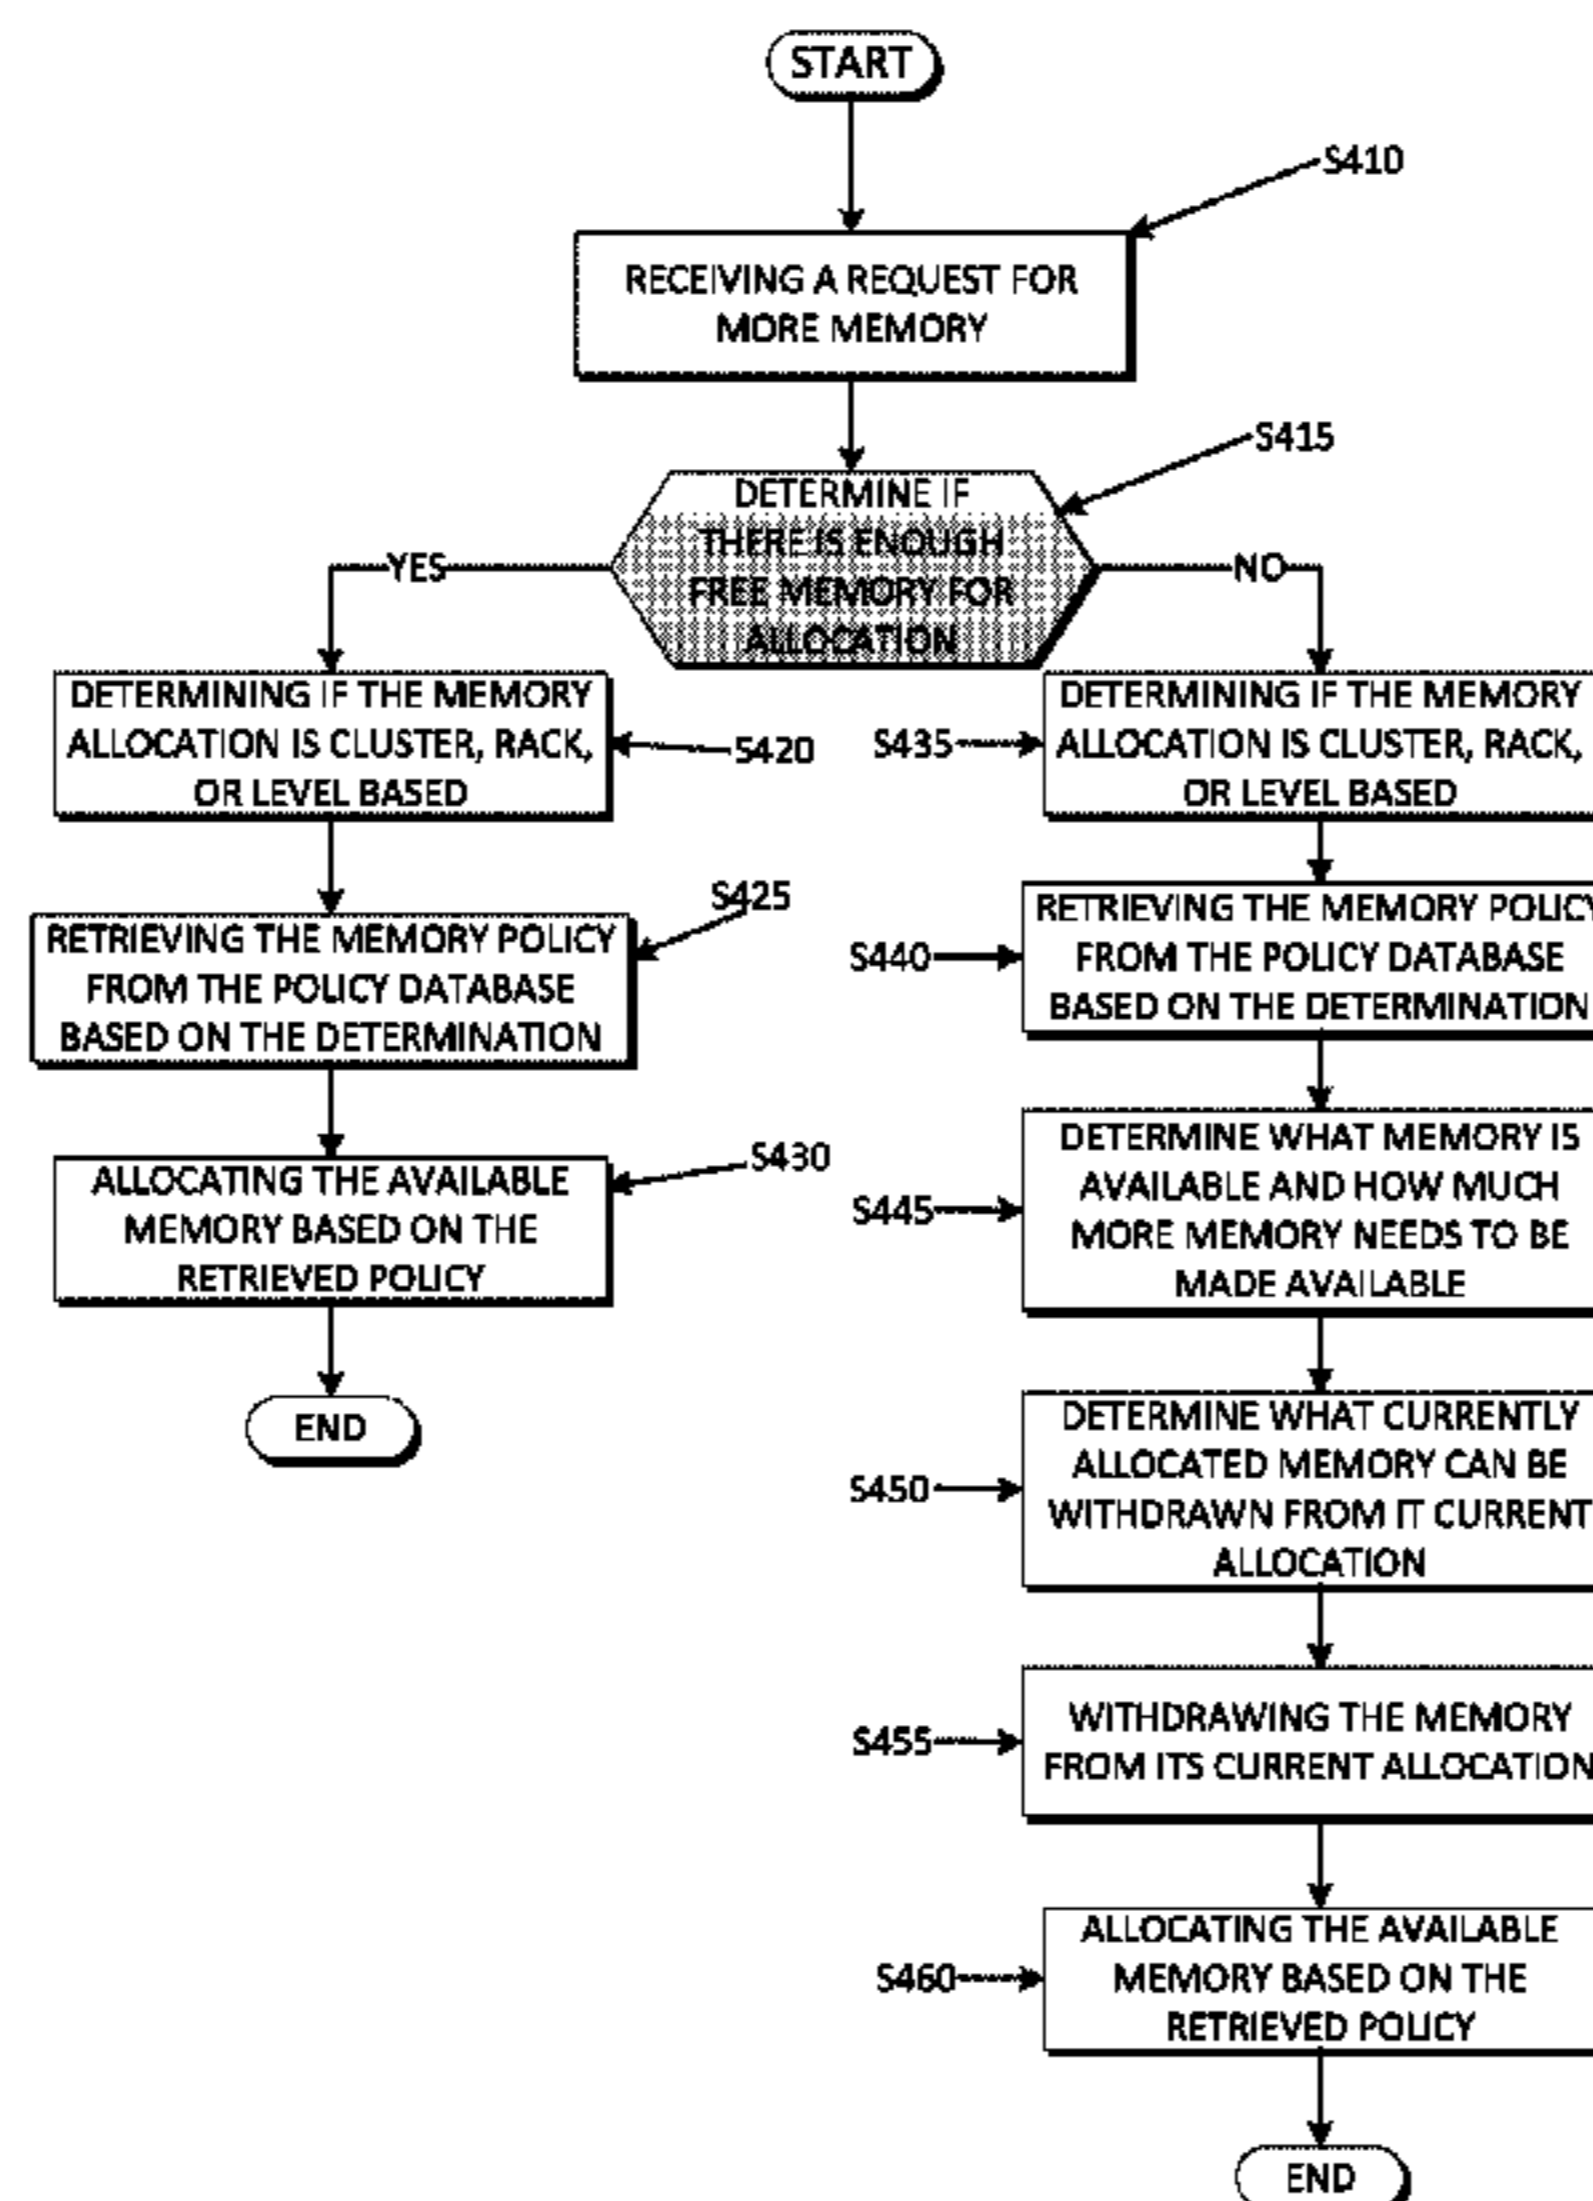 START
S410
RECEIVING A REQUEST FOR
MORE MEMORY
S415
DETERMINE IF
THERE IS ENOUGH
FREE MEMORY FOR
ALLOCATION
YES
NO
DETERMINING IF THE MEMORY
ALLOCATION IS CLUSTER, RACK,
OR LEVEL BASED
S420
S425
RETRIEVING THE MEMORY POLICY
FROM THE POLICY DATABASE
BASED ON THE DETERMINATION
S430
ALLOCATING THE AVAILABLE
MEMORY BASED ON THE
RETRIEVED POLICY
END
S435
DETERMINING IF THE MEMORY
ALLOCATION IS CLUSTER, RACK,
OR LEVEL BASED
S440
RETRIEVING THE MEMORY POLICY
FROM THE POLICY DATABASE
BASED ON THE DETERMINATION
S445
DETERMINE WHAT MEMORY IS
AVAILABLE AND HOW MUCH
MORE MEMORY NEEDS TO BE
MADE AVAILABLE
S450
DETERMINE WHAT CURRENTLY
ALLOCATED MEMORY CAN BE
WITHDRAWN FROM IT CURRENT
ALLOCATION
S455
WITHDRAWING THE MEMORY
FROM ITS CURRENT ALLOCATION
S460
ALLOCATING THE AVAILABLE
MEMORY BASED ON THE
RETRIEVED POLICY
END